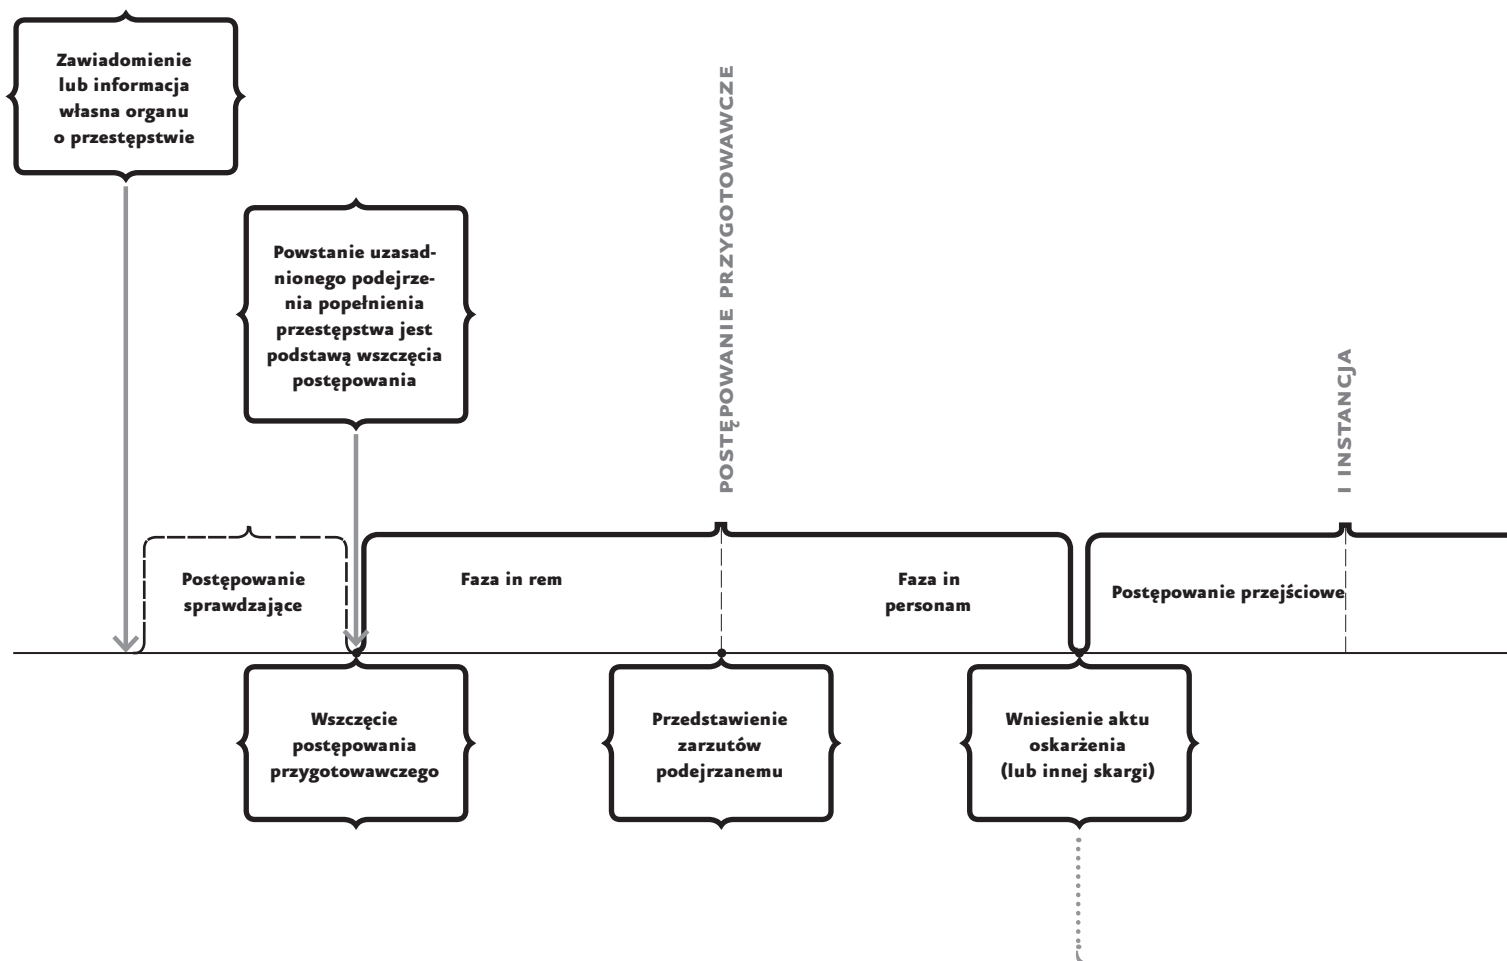 Zawiadomienie
lub informacja
własna organu
o przestępstwie
Powstanie uzasad-
nionego podejrze-
nia popełnienia
przestępstwa jest
podstawą wszczęcia
postępowania
POSTĘPOWANIE PRZYGOTOWAWCZE
I INSTANCJA
Postępowanie
sprawdzające
Faza in rem
Faza in
personam
Postępowanie przejściowe
Wszczęcie
postępowania
przygotowawczego
Przedstawienie
zarzutów
podejrzanemu
Wniesienie aktu
oskarżenia
(lub innej skargi)